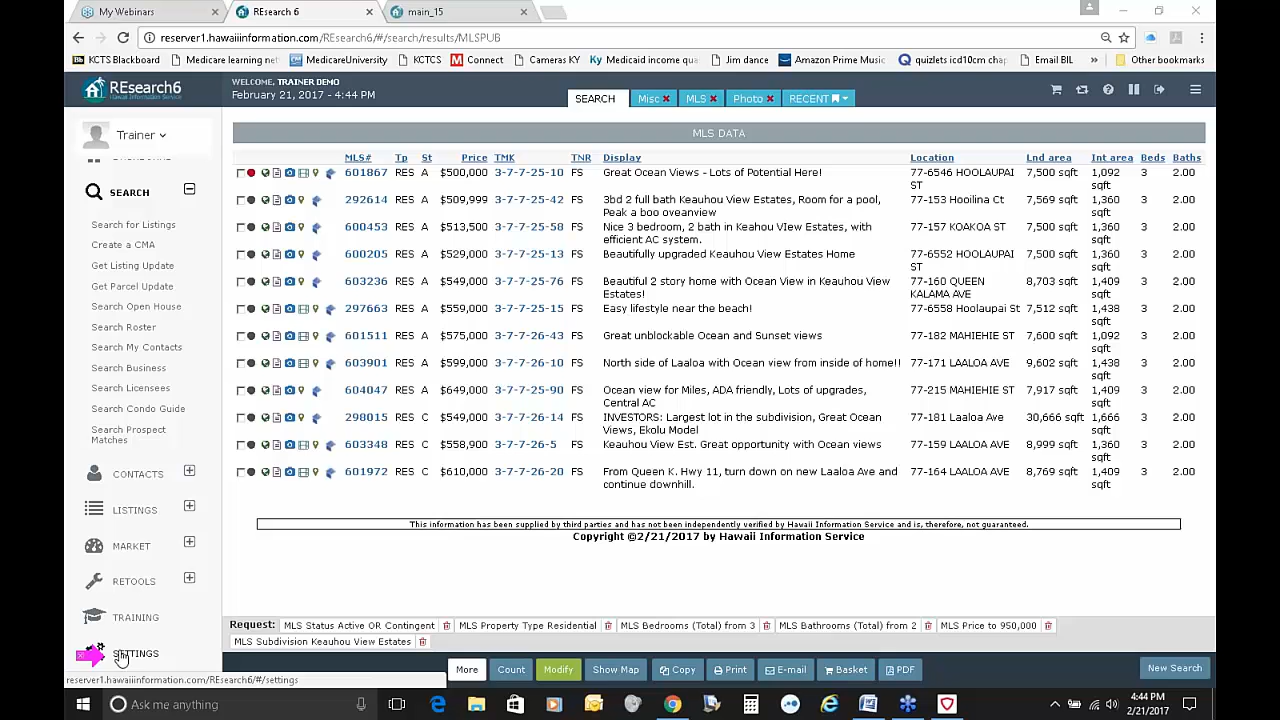 My Webinars
REsearch 6
main_15
reserver1.hawaiiinformation.com/REsearch6/#/search/results/MLSPUB
Bb KCTS Blackboard
Medicare learning net
MedicareUniversity
KCTCS
M Connect
Cameras KY
Ky Medicaid income qua
Jim dance
Amazon Prime Music
Q quizlets icd10cm chap
Email BIL
»
Other bookmarks
REsearch6
Hawaii Information Service
WELCOME, TRAINER DEMO
February 21, 2017 - 4:44 PM
SEARCH
Misc
MLS
Photo
RECENT
Trainer
SEARCH
Search for Listings
Create a CMA
Get Listing Update
Get Parcel Update
Search Open House
Search Roster
Search My Contacts
Search Business
Search Licensees
Search Condo Guide
Search Prospect
Matches
CONTACTS
LISTINGS
MARKET
RETOOLS
TRAINING
SETTINGS
MLS DATA
MLS# Tp St Price TMK TNR Display Location Lnd area Int area Beds Baths
601867 RES A $500,000 3-7-7-25-10 FS Great Ocean Views - Lots of Potential Here! 77-6546 HOOLAUPAI 7,500 sqft 1,092 3 2.00
ST sqft
292614 RES A $509,999 3-7-7-25-42 FS 3bd 2 full bath Keauhou View Estates, Room for a pool, 77-153 Hooilina Ct 7,569 sqft 1,360 3 2.00
Peak a boo oveanview sqft
600453 RES A $513,500 3-7-7-25-58 FS Nice 3 bedroom, 2 bath in Keahou VIew Estates, with 77-157 KOAKOA ST 7,500 sqft 1,360 3 2.00
efficient AC system. sqft
600205 RES A $529,000 3-7-7-25-13 FS Beautifully upgraded Keauhou View Estates Home 77-6552 HOOLAUPAI 7,500 sqft 1,360 3 2.00
ST sqft
603236 RES A $549,000 3-7-7-25-76 FS Beautiful 2 story home with Ocean View in Keauhou View 77-160 QUEEN 8,703 sqft 1,409 3 2.00
Estates! KALAMA AVE sqft
297663 RES A $559,000 3-7-7-25-15 FS Easy lifestyle near the beach! 77-6558 Hoolaupai St 7,512 sqft 1,438 3 2.00
sqft
601511 RES A $575,000 3-7-7-26-43 FS Great unblockable Ocean and Sunset views 77-182 MAHIEHIE ST 7,600 sqft 1,092 3 2.00
sqft
603901 RES A $599,000 3-7-7-26-10 FS North side of Laaloa with Ocean view from inside of home!! 77-171 LAALOA AVE 9,602 sqft 1,438 3 2.00
sqft
604047 RES A $649,000 3-7-7-25-90 FS Ocean view for Miles, ADA friendly, Lots of upgrades, 77-215 MAHIEHIE ST 7,917 sqft 1,409 3 2.00
Central AC sqft
298015 RES C $549,000 3-7-7-26-14 FS INVESTORS: Largest lot in the subdivision, Great Ocean 77-181 Laaloa Ave 30,666 sqft 1,666 3 2.00
Views, Ekolu Model sqft
603348 RES C $558,900 3-7-7-26-5 FS Keauhou View Est. Great opportunity with Ocean views 77-159 LAALOA AVE 8,999 sqft 1,360 3 2.00
sqft
601972 RES C $610,000 3-7-7-26-20 FS From Queen K. Hwy 11, turn down on new Laaloa Ave and 77-164 LAALOA AVE 8,769 sqft 1,409 3 2.00
continue downhill. sqft
This information has been supplied by third parties and has not been independently verified by Hawaii Information Service and is, therefore, not guaranteed.
Copyright ©2/21/2017 by Hawaii Information Service
Request: MLS Status Active OR Contingent MLS Property Type Residential MLS Bedrooms (Total) from 3 MLS Bathrooms (Total) from 2 MLS Price to 950,000
MLS Subdivision Keauhou View Estates
More Count Modify Show Map Copy Print E-mail Basket PDF New Search
reserver1.hawaiiinformation.com/REsearch6/#/settings
Ask me anything
4:44 PM
2/21/2017